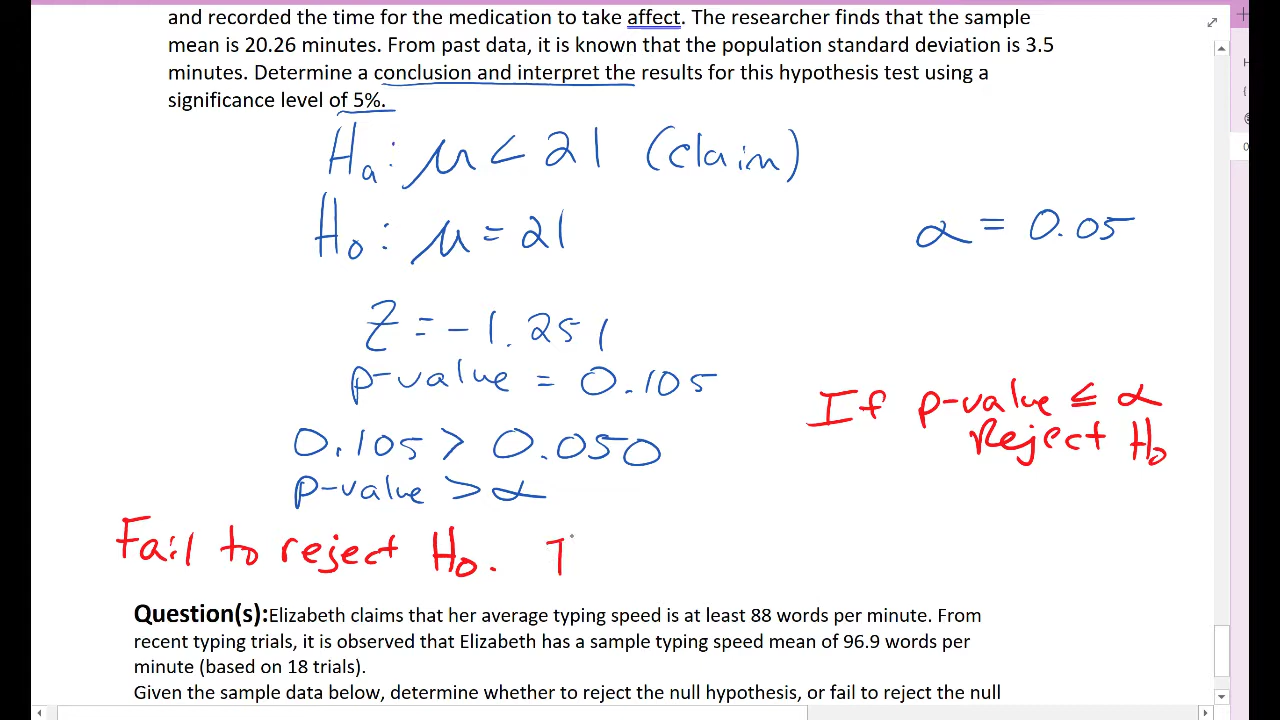 and recorded the time for the medication to take affect. The researcher finds that the sample
mean is 20.26 minutes. From past data, it is known that the population standard deviation is 3.5
minutes. Determine a conclusion and interpret the results for this hypothesis test using a
significance level of 5%.
Ha: μ < 21 (claim)
H0: μ = 21
α = 0.05
Z = -1.251
p-value = 0.105
If p-value ≤ α
Reject H0
0.105 > 0.050
p-value > α
Fail to reject H0. T
Question(s):Elizabeth claims that her average typing speed is at least 88 words per minute. From
recent typing trials, it is observed that Elizabeth has a sample typing speed mean of 96.9 words per
minute (based on 18 trials).
Given the sample data below, determine whether to reject the null hypothesis, or fail to reject the null